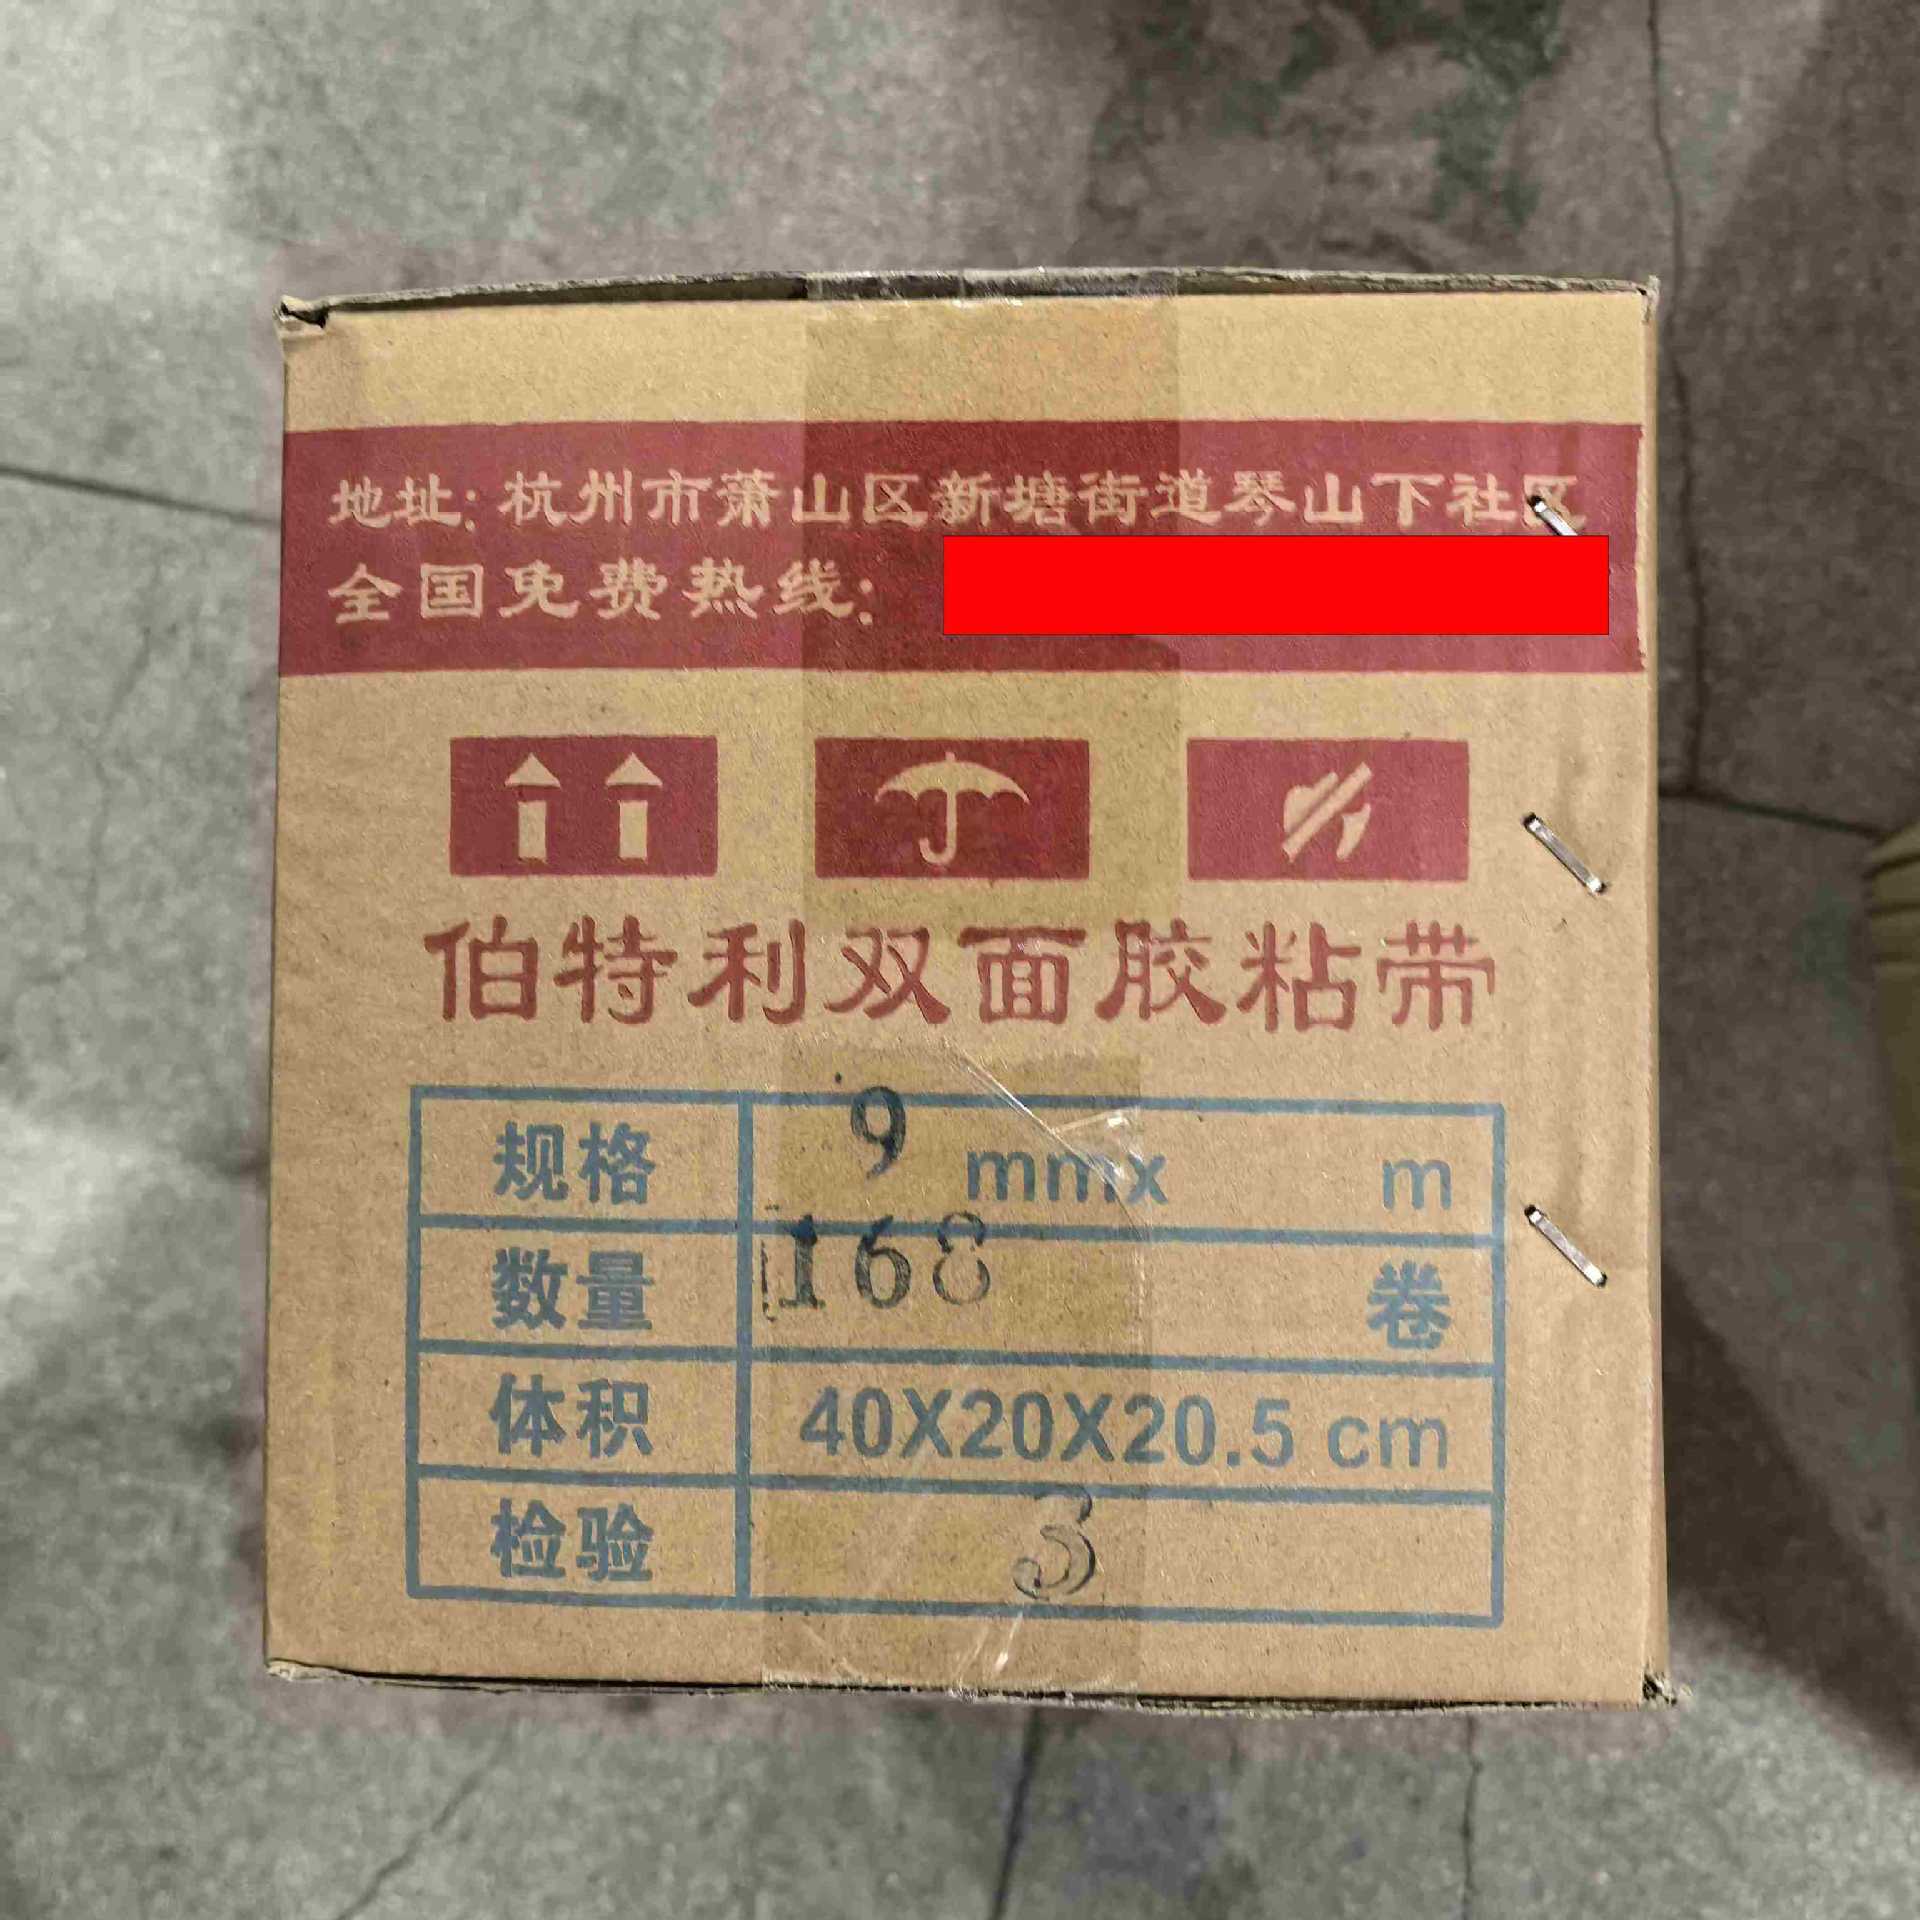 地址:杭州市萧山区新塘街道琴山下社区
全国免费热线:
伯特利双面胶粘带
规格 9 mmx m
数量 168 卷
体积 40X20X20.5 cm
检验 3